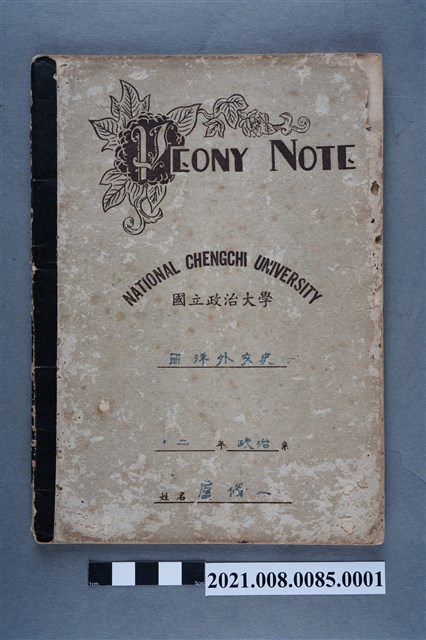 PEONY NOTE
NATIONAL CHENGCHI UNIVERSITY
國立政治大學
西洋外交史
二 年 政治 系
姓名 盧修一
2021.008.0085.0001